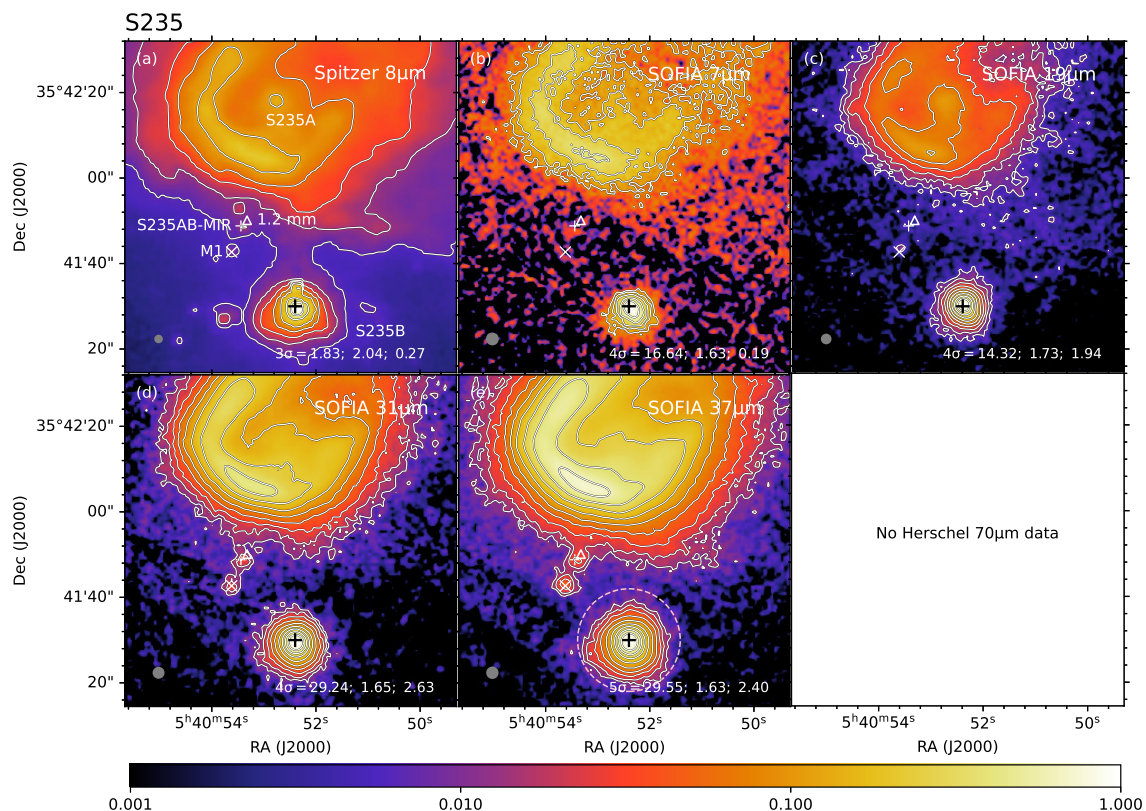 S235
(a)
Spitzer 8μm
S235A
S235AB-MIR
1.2 mm
M1
S235B
3σ = 1.83; 2.04; 0.27
(b)
SOFIA 7μm
4σ = 16.64; 1.63; 0.19
(c)
SOFIA 19μm
4σ = 14.32; 1.73; 1.94
35°42'20"
00"
41'40"
20"
Dec (J2000)
(d)
SOFIA 31μm
4σ = 29.24; 1.65; 2.63
(e)
SOFIA 37μm
5σ = 29.55; 1.63; 2.40
No Herschel 70μm data
35°42'20"
00"
41'40"
20"
Dec (J2000)
5ʰ40ᵐ54ˢ 52ˢ 50ˢ
5ʰ40ᵐ54ˢ 52ˢ 50ˢ
5ʰ40ᵐ54ˢ 52ˢ 50ˢ
RA (J2000)
RA (J2000)
RA (J2000)
0.001 0.010 0.100 1.000